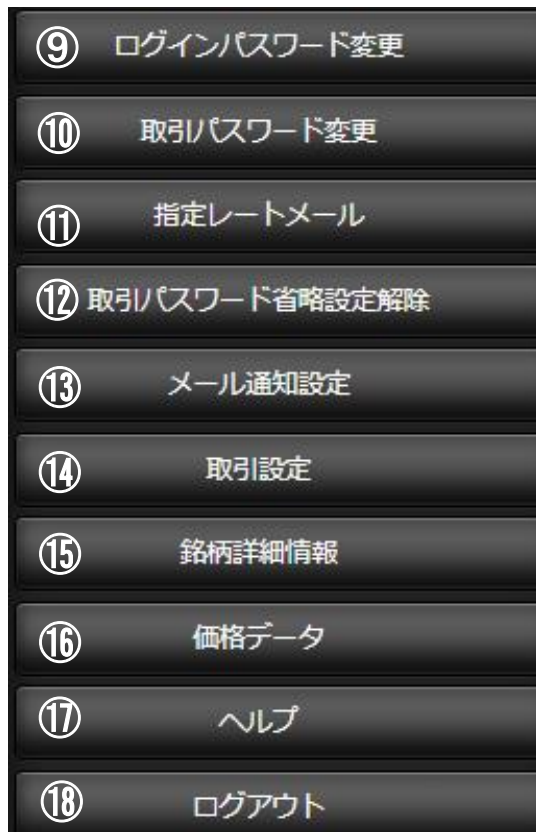 ⑨ ログインパスワード変更
⑩ 取引パスワード変更
⑪ 指定レートメール
⑫ 取引パスワード省略設定解除
⑬ メール通知設定
⑭ 取引設定
⑮ 銘柄詳細情報
⑯ 価格データ
⑰ ヘルプ
⑱ ログアウト